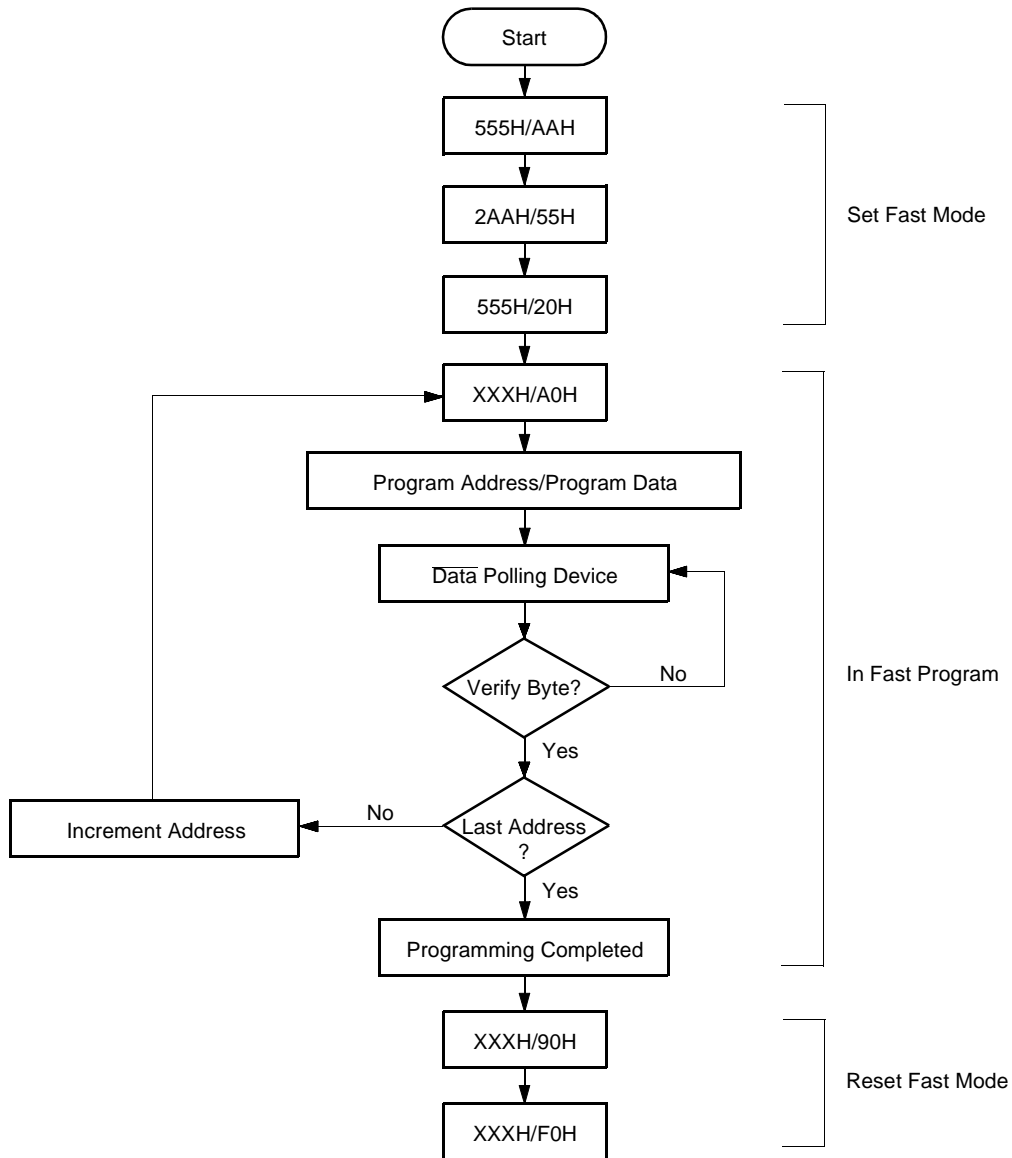 Start
555H/AAH
2AAH/55H
Set Fast Mode
555H/20H
XXXH/A0H
Program Address/Program Data
Data Polling Device
Verify Byte?
No
In Fast Program
Yes
Increment Address
No
Last Address
?
Yes
Programming Completed
XXXH/90H
Reset Fast Mode
XXXH/F0H